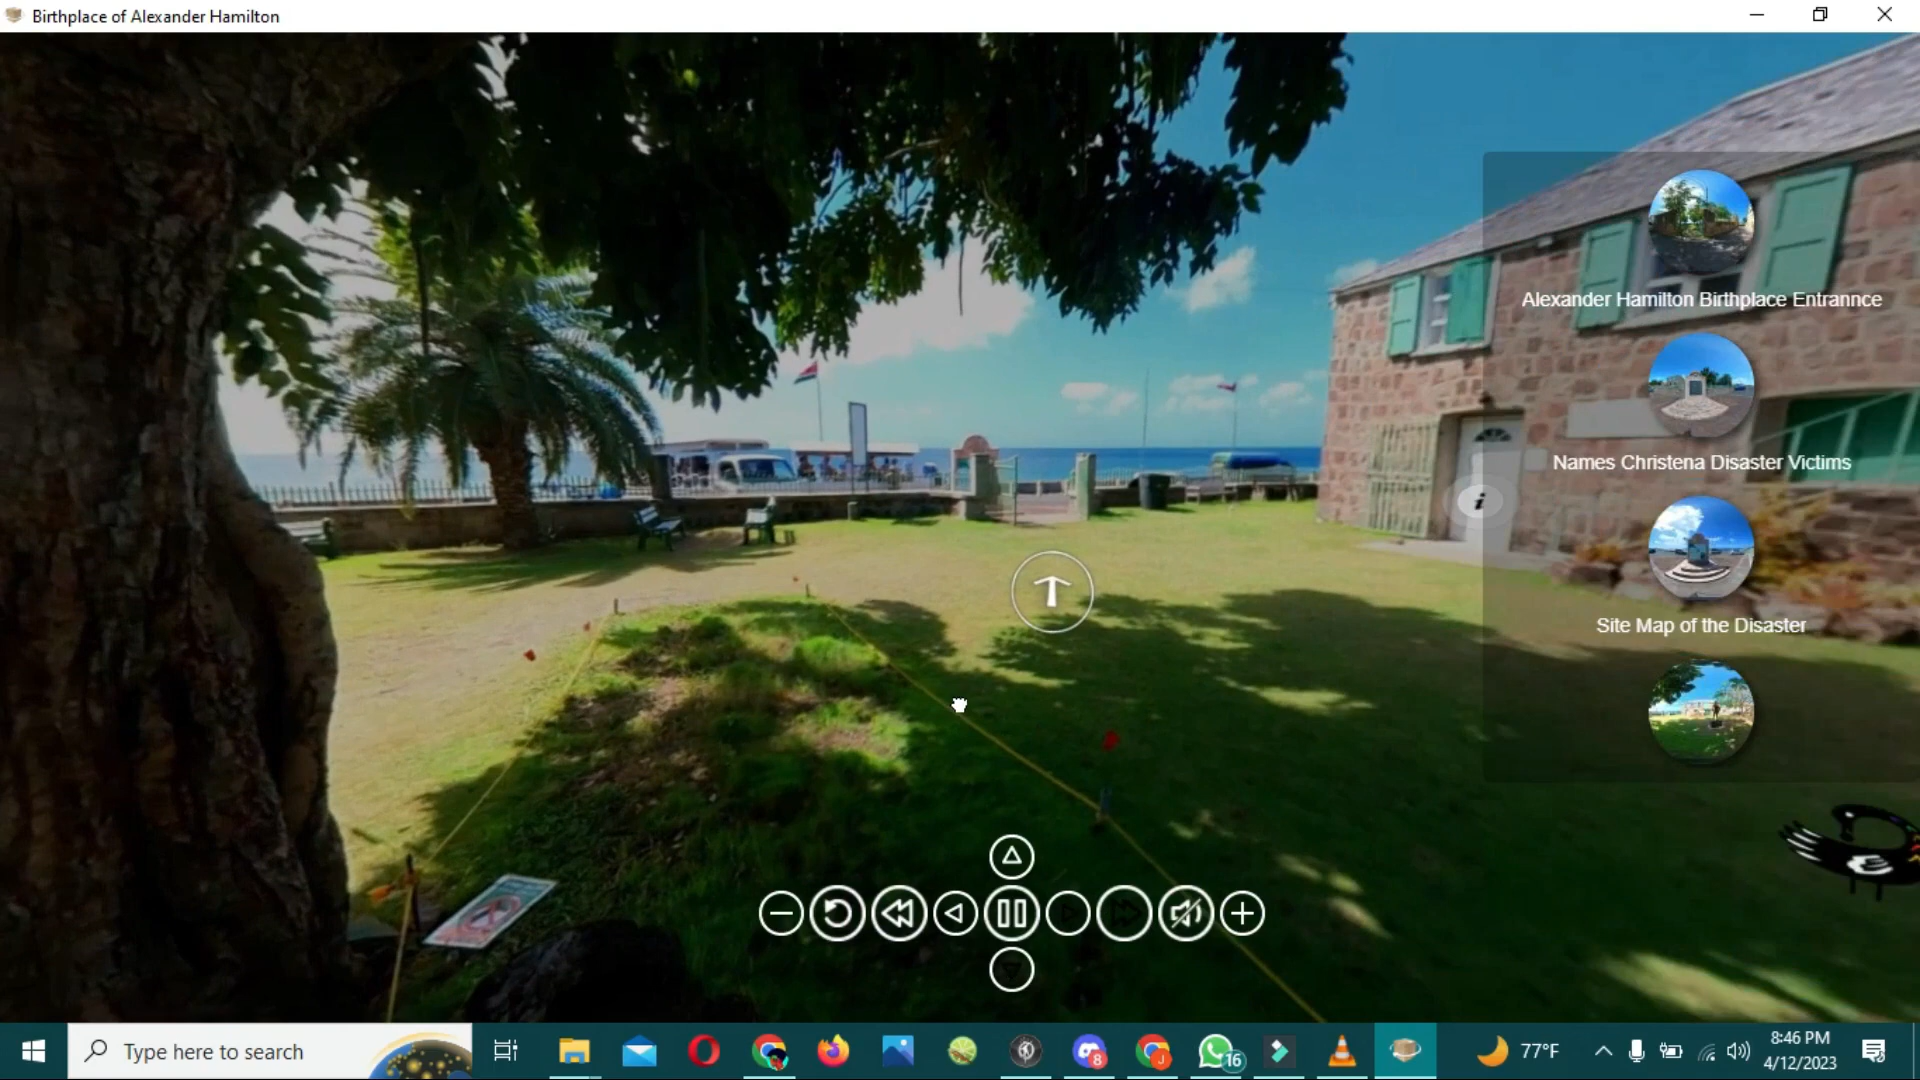 Birthplace of Alexander Hamilton
Alexander Hamilton Birthplace Entrannce
Names Christena Disaster Victims
Site Map of the Disaster
i
Type here to search
8
J
16
77°F
8:46 PM
4/12/2023